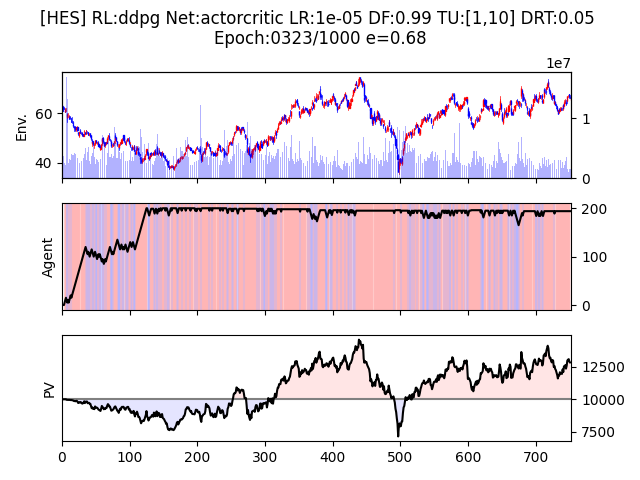 [HES] RL:ddpg Net:actorcritic LR:1e-05 DF:0.99 TU:[1,10] DRT:0.05
Epoch:0323/1000 e=0.68
1e7
Env.
60
40
1
0
Agent
200
100
0
PV
12500
10000
7500
0 100 200 300 400 500 600 700